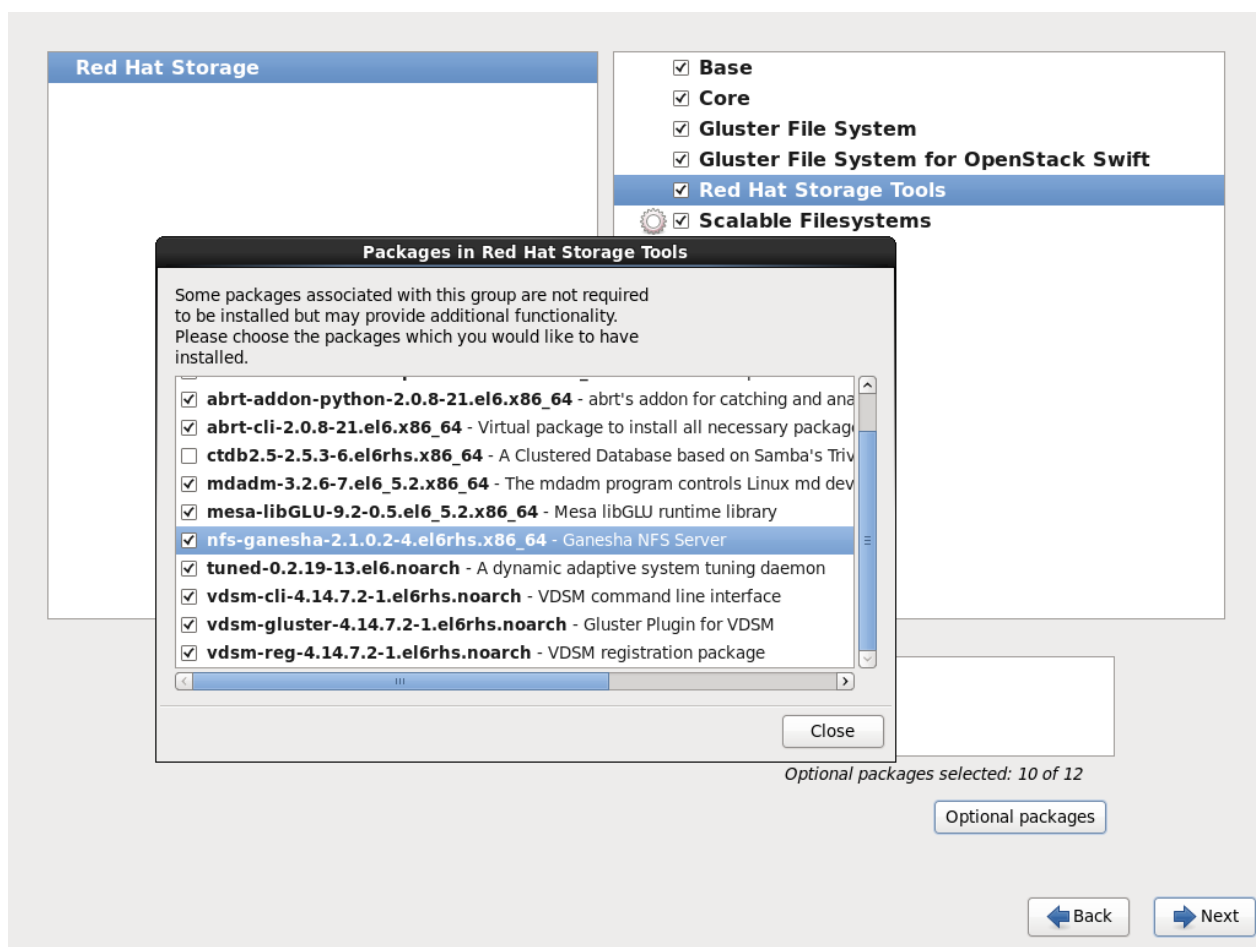 Red Hat Storage
Base
Core
Gluster File System
Gluster File System for OpenStack Swift
Red Hat Storage Tools
Scalable Filesystems
Packages in Red Hat Storage Tools
Some packages associated with this group are not required
to be installed but may provide additional functionality.
Please choose the packages which you would like to have
installed.
abrt-addon-python-2.0.8-21.el6.x86_64 - abrt's addon for catching and ana
abrt-cli-2.0.8-21.el6.x86_64 - Virtual package to install all necessary packag
ctdb2.5-2.5.3-6.el6rhs.x86_64 - A Clustered Database based on Samba's Triv
mdadm-3.2.6-7.el6_5.2.x86_64 - The mdadm program controls Linux md dev
mesa-libGLU-9.2-0.5.el6_5.2.x86_64 - Mesa libGLU runtime library
nfs-ganesha-2.1.0.2-4.el6rhs.x86_64 - Ganesha NFS Server
tuned-0.2.19-13.el6.noarch - A dynamic adaptive system tuning daemon
vdsm-cli-4.14.7.2-1.el6rhs.noarch - VDSM command line interface
vdsm-gluster-4.14.7.2-1.el6rhs.noarch - Gluster Plugin for VDSM
vdsm-reg-4.14.7.2-1.el6rhs.noarch - VDSM registration package
Close
Optional packages selected: 10 of 12
Optional packages
Back
Next